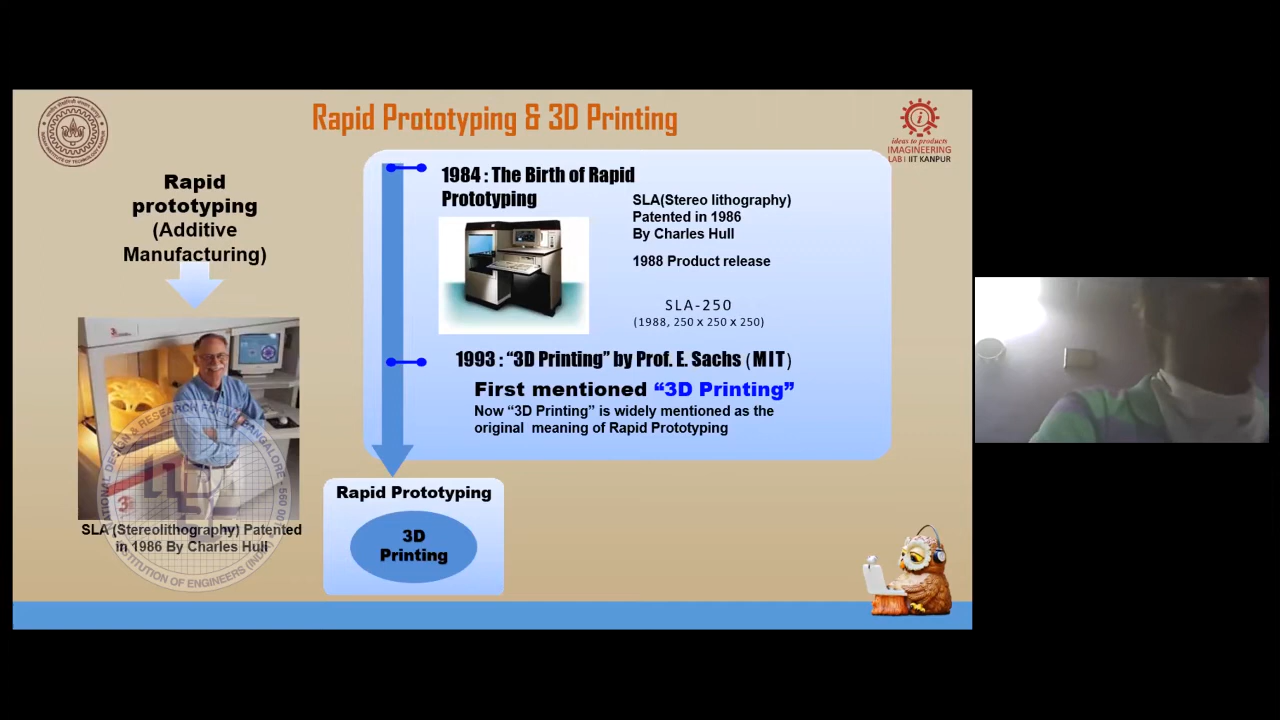 Rapid Prototyping & 3D Printing
ideas to products
IMAGINEERING
LAB | IIT KANPUR
Rapid
prototyping
(Additive
Manufacturing)
SLA (Stereolithography) Patented
in 1986 By Charles Hull
1984 : The Birth of Rapid
Prototyping
SLA(Stereo lithography)
Patented in 1986
By Charles Hull
1988 Product release
SLA-250
(1988, 250 x 250 x 250)
1993 : “3D Printing” by Prof. E. Sachs (MIT)
First mentioned “3D Printing”
Now “3D Printing” is widely mentioned as the
original meaning of Rapid Prototyping
Rapid Prototyping
3D
Printing